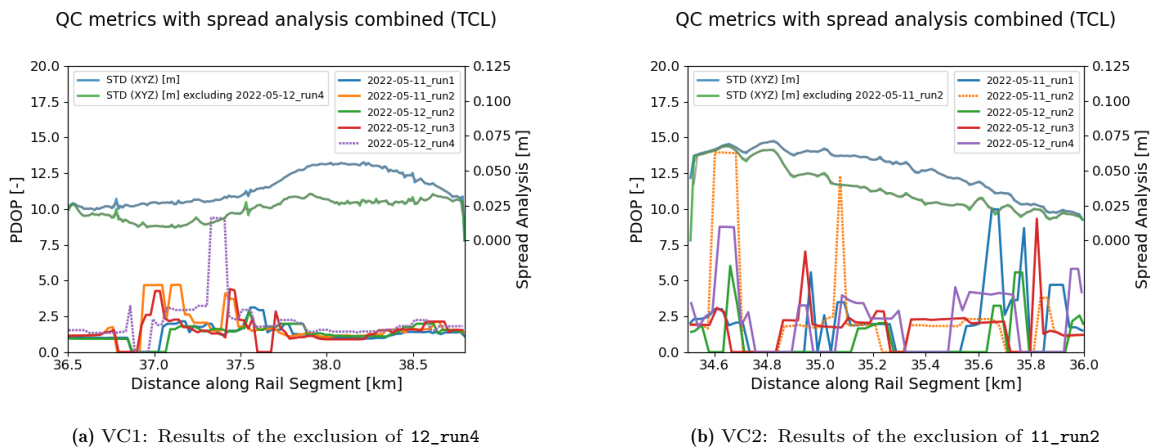 QC metrics with spread analysis combined (TCL)
20.0
17.5
15.0
12.5
10.0
7.5
5.0
2.5
0.0
PDOP [-]
STD (XYZ) [m]
STD (XYZ) [m] excluding 2022-05-12_run4
2022-05-11_run1
2022-05-11_run2
2022-05-12_run2
2022-05-12_run3
2022-05-12_run4
0.125
0.100
0.075
0.050
0.025
0.000
Spread Analysis [m]
36.5 37.0 37.5 38.0 38.5
Distance along Rail Segment [km]
(a) VC1: Results of the exclusion of 12_run4
QC metrics with spread analysis combined (TCL)
20.0
17.5
15.0
12.5
10.0
7.5
5.0
2.5
0.0
PDOP [-]
STD (XYZ) [m]
STD (XYZ) [m] excluding 2022-05-11_run2
2022-05-11_run1
2022-05-11_run2
2022-05-12_run2
2022-05-12_run3
2022-05-12_run4
0.125
0.100
0.075
0.050
0.025
0.000
Spread Analysis [m]
34.6 34.8 35.0 35.2 35.4 35.6 35.8 36.0
Distance along Rail Segment [km]
(b) VC2: Results of the exclusion of 11_run2